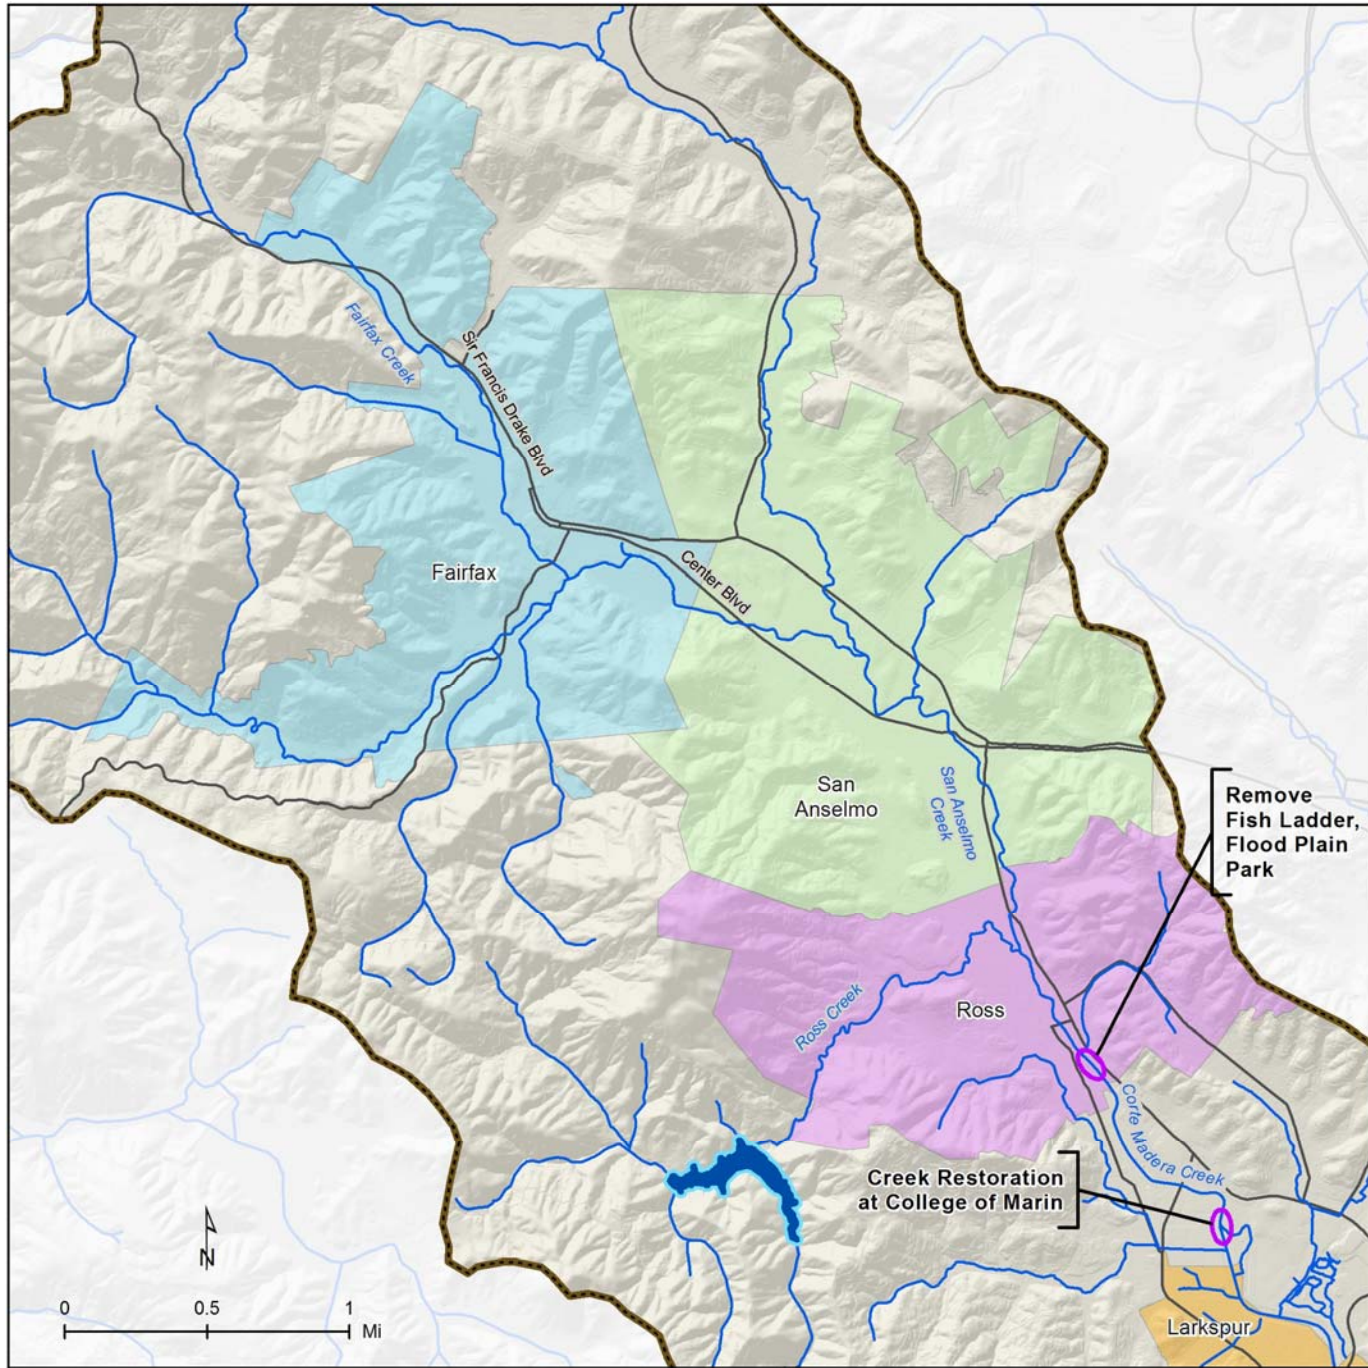 Fairfax Creek
Sir Francis Drake Blvd
Fairfax
Center Blvd
San
Anselmo
San Anselmo
Creek
Remove
Fish Ladder,
Flood Plain
Park
Ross Creek
Ross
Corte Madera Creek
Creek Restoration
at College of Marin
N
0 0.5 1
Mi
Larkspur